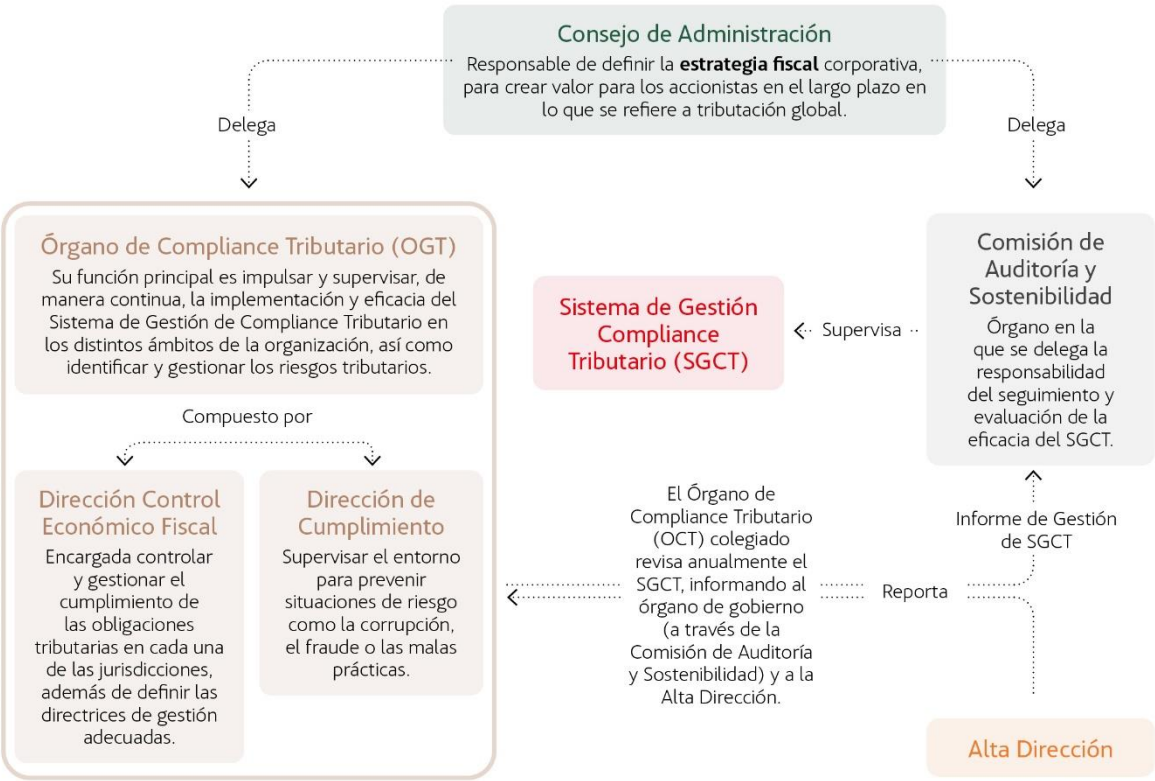 Consejo de Administración
Responsable de definir la estrategia fiscal corporativa,
para crear valor para los accionistas en el largo plazo en
lo que se refiere a tributación global.
Delega
Delega
Órgano de Compliance Tributario (OGT)
Su función principal es impulsar y supervisar, de
manera continua, la implementación y eficacia del
Sistema de Gestión de Compliance Tributario en
los distintos ámbitos de la organización, así como
identificar y gestionar los riesgos tributarios.
Compuesto por
Dirección Control
Económico Fiscal
Encargada controlar
y gestionar el
cumplimiento de
las obligaciones
tributarias en cada una
de las jurisdicciones,
además de definir las
directrices de gestión
adecuadas.
Dirección de
Cumplimiento
Supervisar el entorno
para prevenir
situaciones de riesgo
como la corrupción,
el fraude o las malas
prácticas.
Sistema de Gestión
Compliance
Tributario (SGCT)
Supervisa
Comisión de
Auditoría y
Sostenibilidad
Órgano en la
que se delega la
responsabilidad
del seguimiento y
evaluación de la
eficacia del SGCT.
El Órgano de
Compliance Tributario
(OCT) colegiado
revisa anualmente el
SGCT, informando al
órgano de gobierno
(a través de la
Comisión de Auditoría
y Sostenibilidad) y a la
Alta Dirección.
Reporta
Informe de Gestión
de SGCT
Alta Dirección